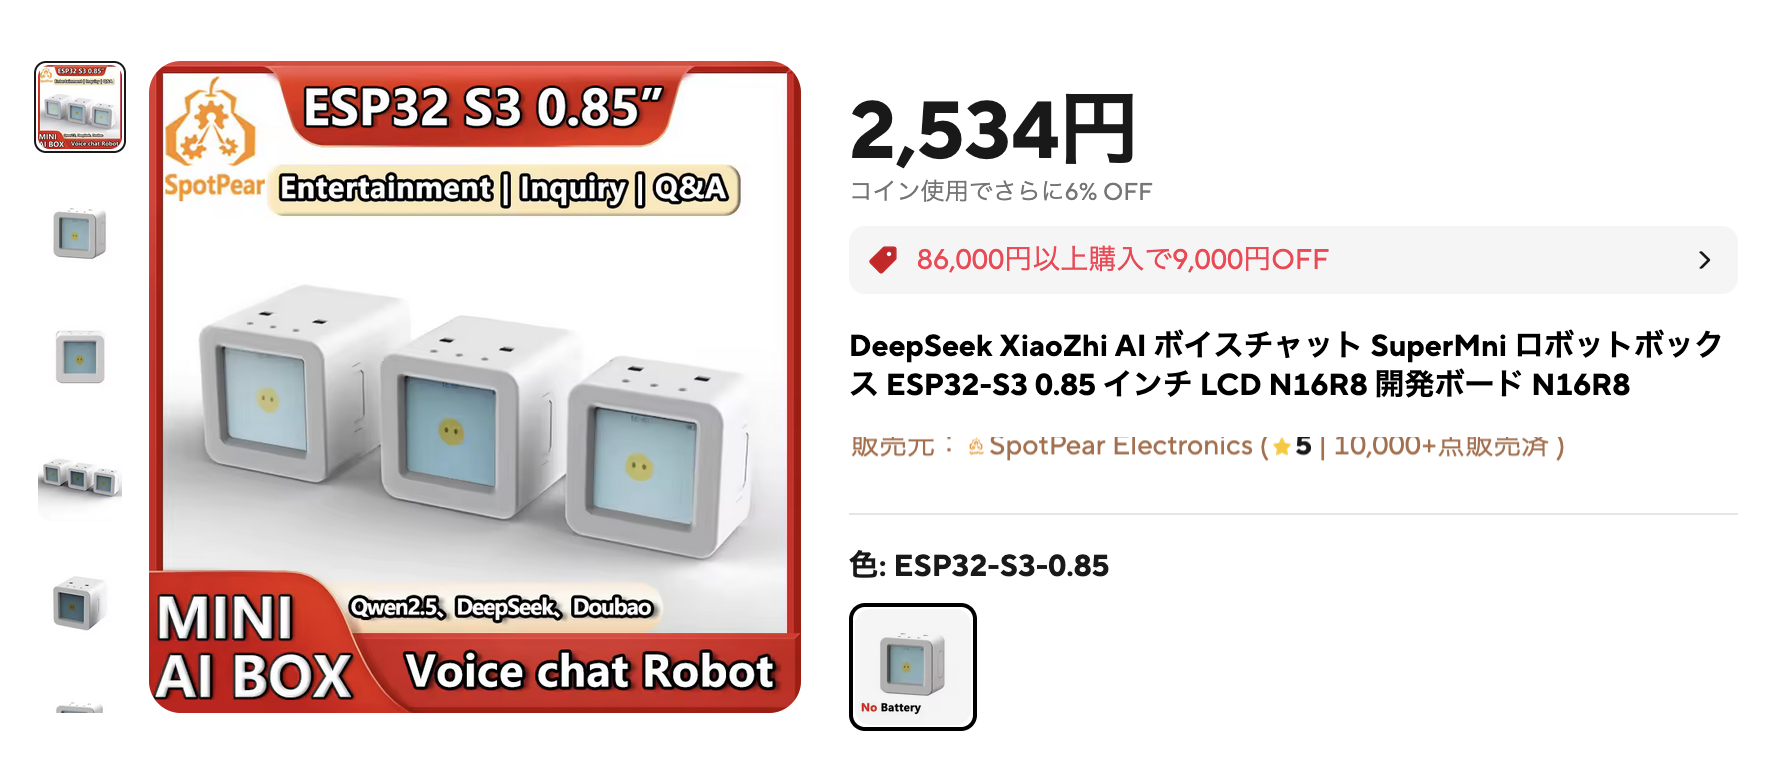 ESP32 S3 0.85”
SpotPear
Entertainment | Inquiry | Q&A
Qwen2.5、DeepSeek、Doubao
MINI
AI BOX
Voice chat Robot
2,534円
コイン使用でさらに6% OFF
86,000円以上購入で9,000円OFF
DeepSeek XiaoZhi AI ボイスチャット SuperMni ロボットボック
ス ESP32-S3 0.85 インチ LCD N16R8 開発ボード N16R8
販売元： SpotPear Electronics (★5 | 10,000+点販売済 )
色: ESP32-S3-0.85
No Battery